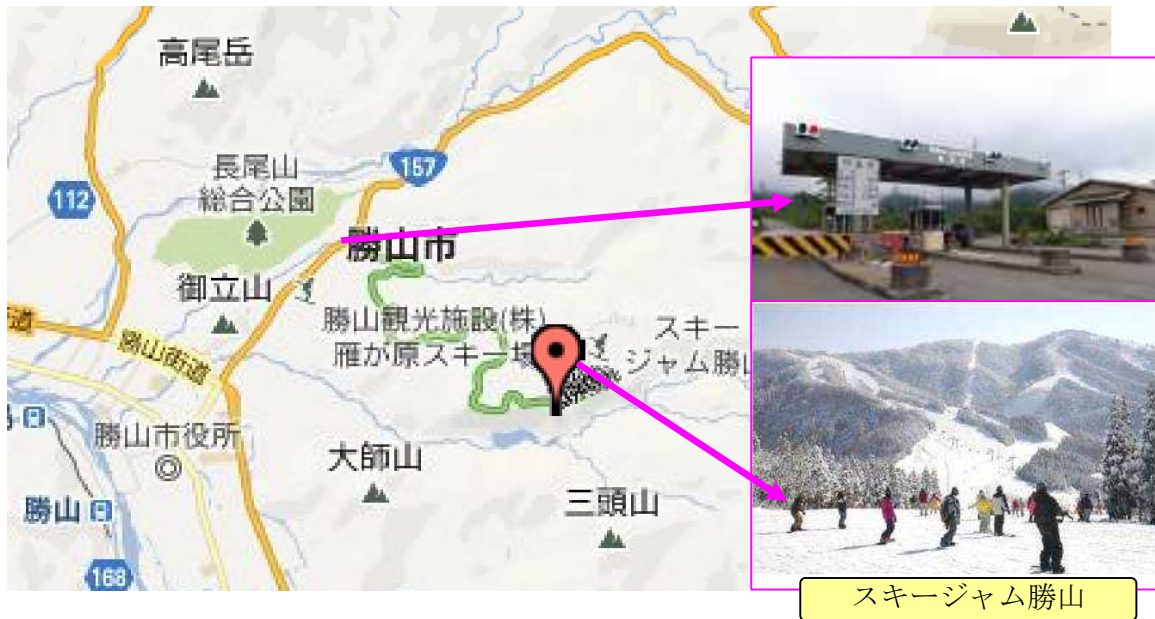 高尾岳
長尾山
総合公園
157
112
勝山市
御立山
勝山観光施設(株)
雁が原スキー場
スキー
ジャム勝山
道
勝山街道
勝山市役所
大師山
三頭山
勝山
168
スキージャム勝山